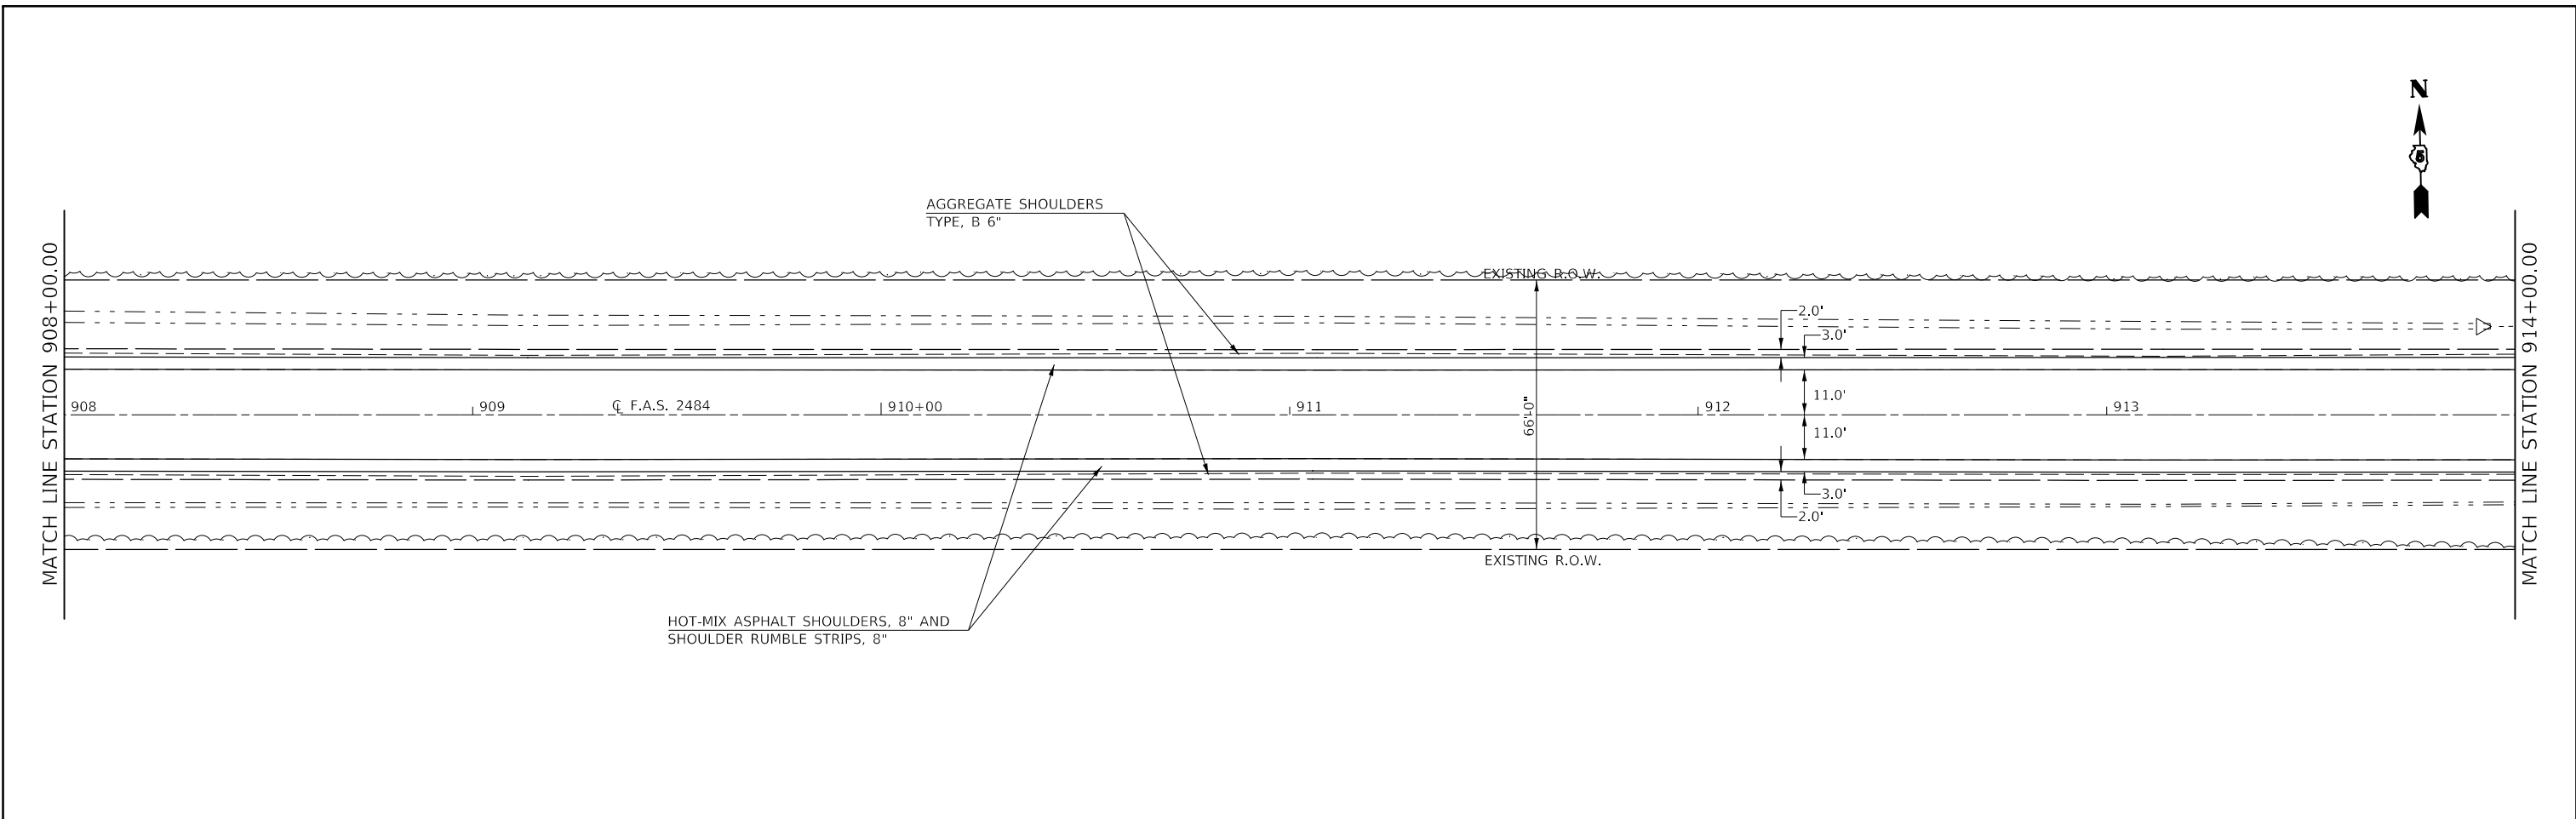 N
5
AGGREGATE SHOULDERS
TYPE, B 6"
MATCH LINE STATION 908+00.00
MATCH LINE STATION 914+00.00
EXISTING R.O.W.
2.0'
3.0'
11.0'
908
909
℄ F.A.S. 2484
910+00
911
912
913
66'-0"
11.0'
3.0'
2.0'
EXISTING R.O.W.
HOT-MIX ASPHALT SHOULDERS, 8" AND
SHOULDER RUMBLE STRIPS, 8"